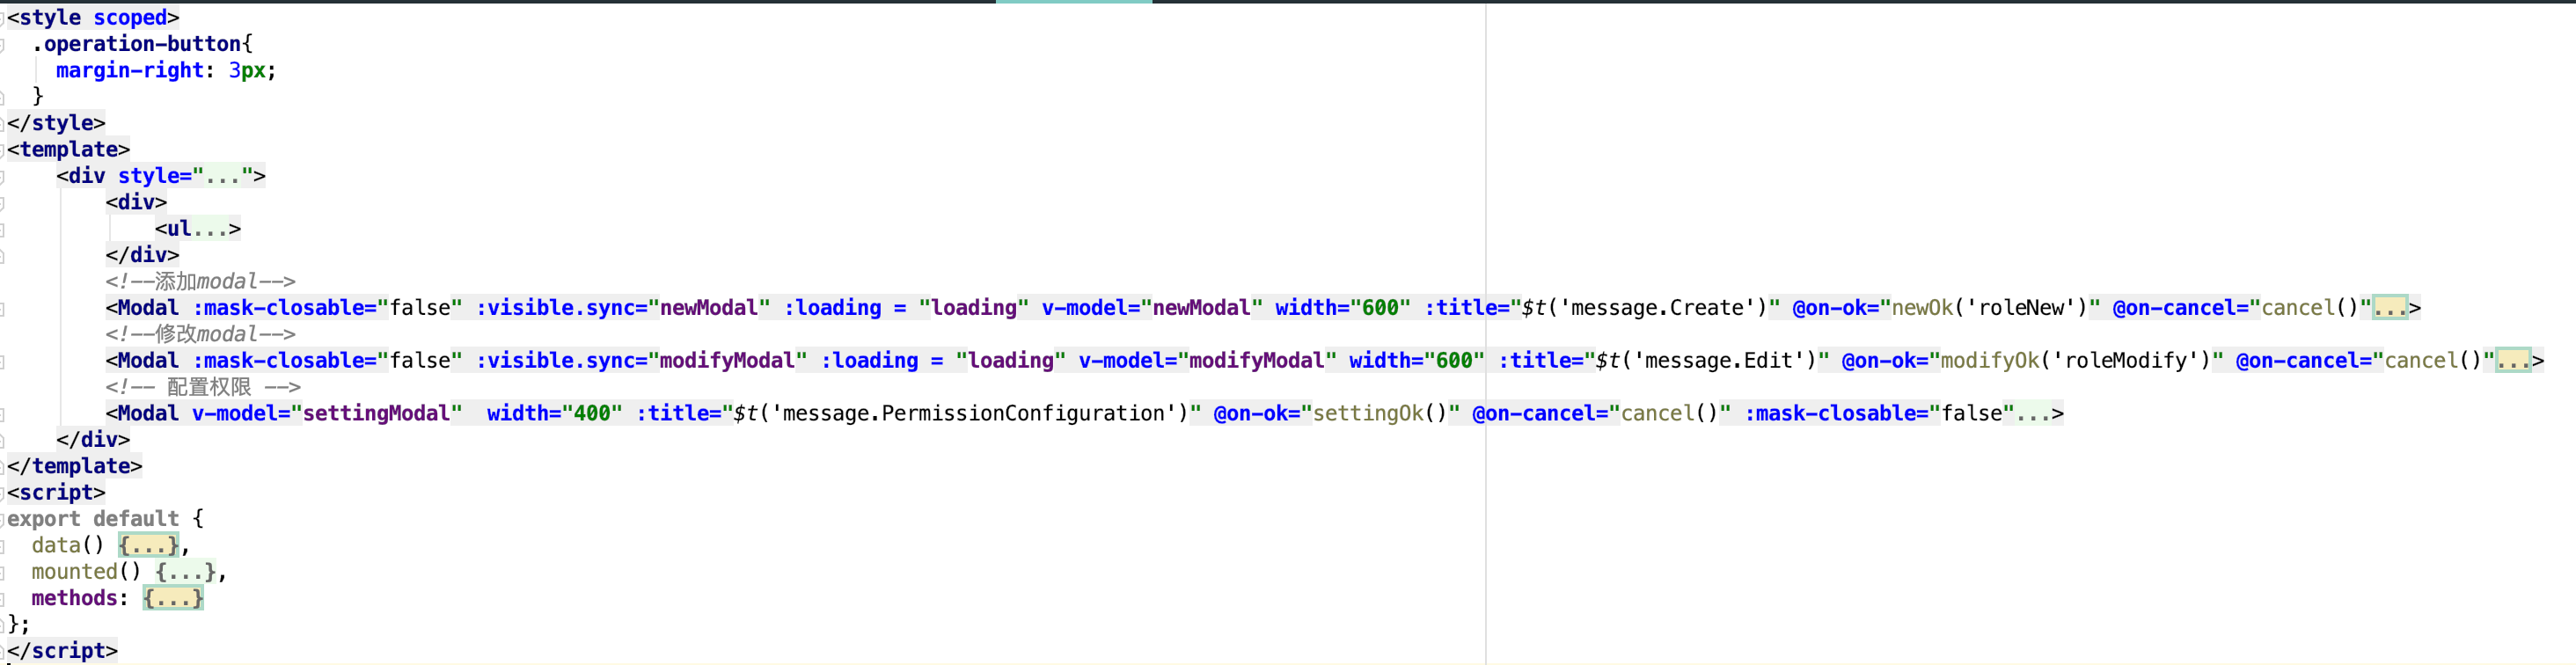 <style scoped>
.operation-button{
margin-right: 3px;
}
</style>
<template>
<div style="...">
<div>
<ul...>
</div>
<!--添加modal-->
<Modal :mask-closable="false" :visible.sync="newModal" :loading = "loading" v-model="newModal" width="600" :title="$t('message.Create')" @on-ok="newOk('roleNew')" @on-cancel="cancel()"...>
<!--修改modal-->
<Modal :mask-closable="false" :visible.sync="modifyModal" :loading = "loading" v-model="modifyModal" width="600" :title="$t('message.Edit')" @on-ok="modifyOk('roleModify')" @on-cancel="cancel()"...>
<!-- 配置权限 -->
<Modal v-model="settingModal"  width="400" :title="$t('message.PermissionConfiguration')" @on-ok="settingOk()" @on-cancel="cancel()" :mask-closable="false"...>
</div>
</template>
<script>
export default {
data() {...},
mounted() {...},
methods: {...}
};
</script>